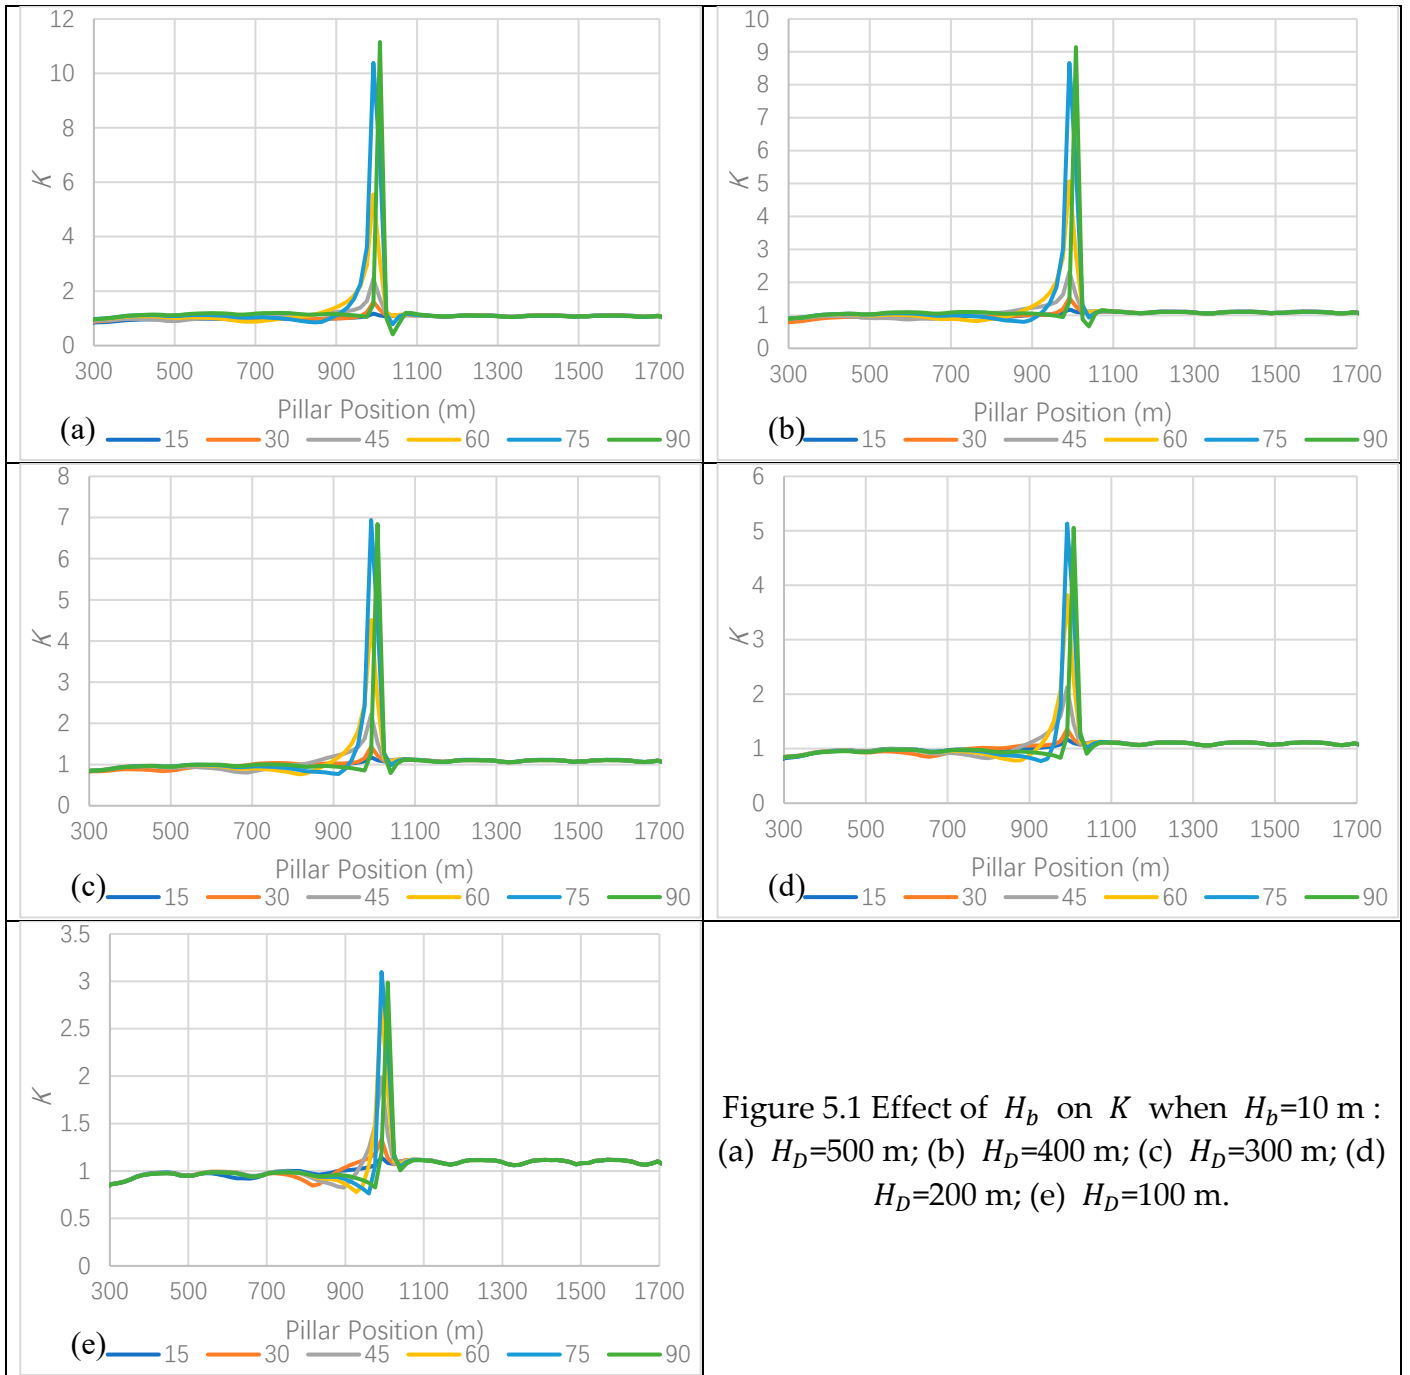 12
10
8
6
4
2
0
K
300 500 700 900 1100 1300 1500 1700
Pillar Position (m)
(a) 15 30 45 60 75 90
10
9
8
7
6
5
4
3
2
1
0
K
300 500 700 900 1100 1300 1500 1700
Pillar Position (m)
(b) 15 30 45 60 75 90
8
7
6
5
4
3
2
1
0
K
300 500 700 900 1100 1300 1500 1700
Pillar Position (m)
(c) 15 30 45 60 75 90
6
5
4
3
2
1
0
K
300 500 700 900 1100 1300 1500 1700
Pillar Position (m)
(d) 15 30 45 60 75 90
3.5
3
2.5
2
1.5
1
0.5
0
K
300 500 700 900 1100 1300 1500 1700
Pillar Position (m)
(e) 15 30 45 60 75 90
Figure 5.1 Effect of H_b on K when H_b=10 m :
(a) H_D=500 m; (b) H_D=400 m; (c) H_D=300 m; (d)
H_D=200 m; (e) H_D=100 m.